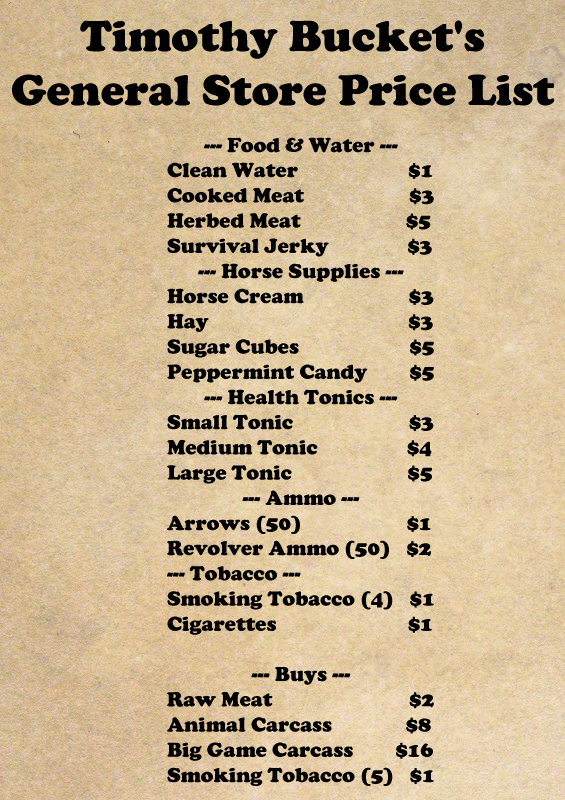 Timothy Bucket's
General Store Price List
--- Food & Water ---
Clean Water $1
Cooked Meat $3
Herbed Meat $5
Survival Jerky $3
--- Horse Supplies ---
Horse Cream $3
Hay $3
Sugar Cubes $5
Peppermint Candy $5
--- Health Tonics ---
Small Tonic $3
Medium Tonic $4
Large Tonic $5
--- Ammo ---
Arrows (50) $1
Revolver Ammo (50) $2
--- Tobacco ---
Smoking Tobacco (4) $1
Cigarettes $1
--- Buys ---
Raw Meat $2
Animal Carcass $8
Big Game Carcass $16
Smoking Tobacco (5) $1